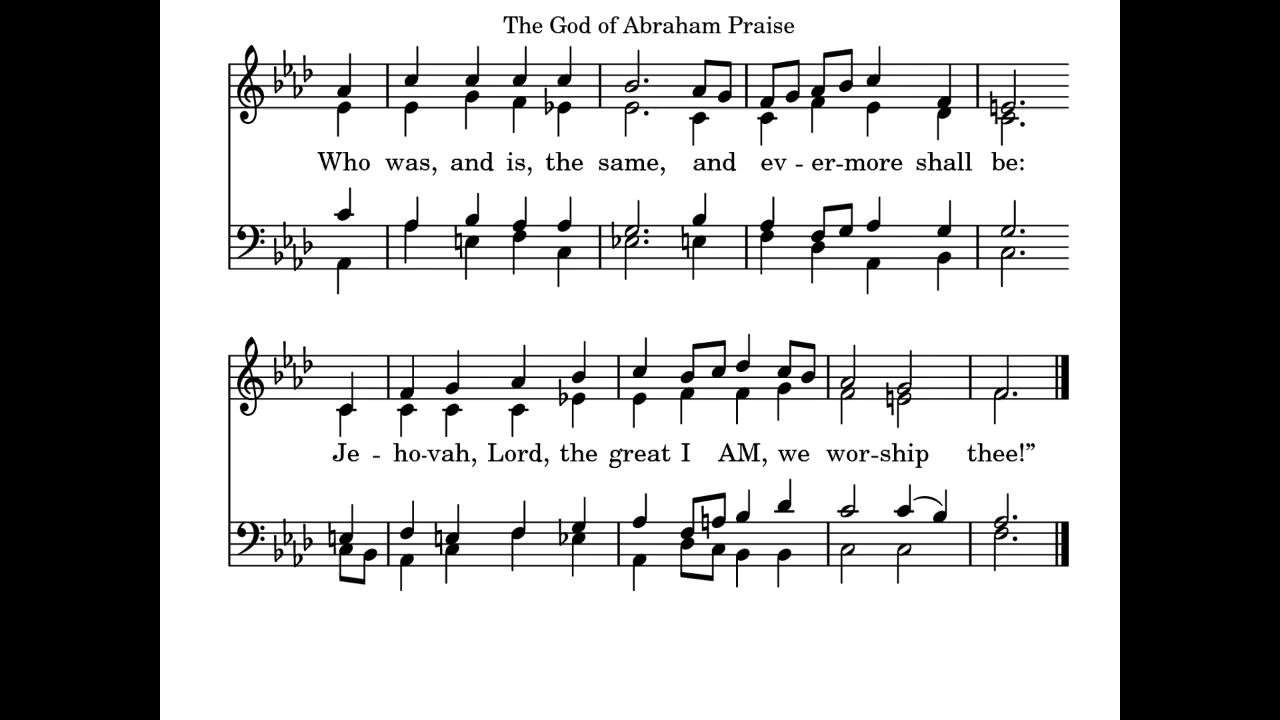 The God of Abraham Praise
Who was, and is, the same, and ev - er-more shall be:
Je - ho-vah, Lord, the great I AM, we wor-ship thee!”